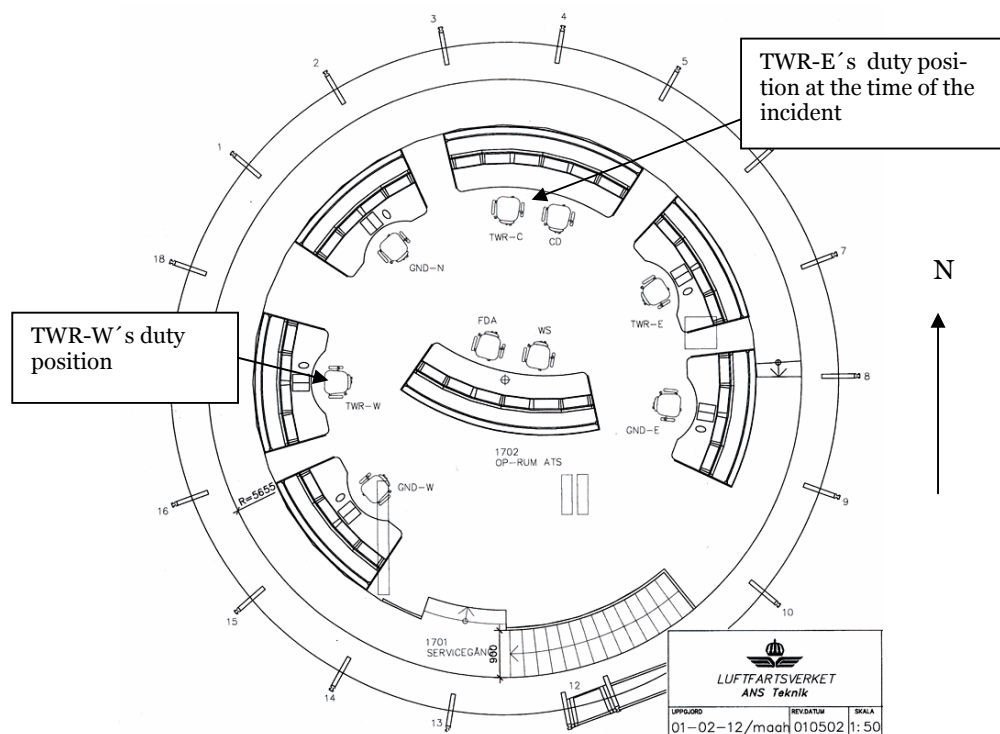 3
4
2
5
TWR-E´s duty posi-
tion at the time of the
incident
1
TWR-C
CD
18
GND-N
7
N
TWR-E
TWR-W´s duty
position
FDA
WS
8
TWR-W
GND-E
1702
OP-RUM ATS
GND-W
R=5655
16
9
15
10
1701
SERVICEGÅN
900
14
12
13
LUFTFARTSVERKET
ANS Teknik
UPPGJORD
REV.DATUM
SKALA
01-02-12/magh
010502
1:50